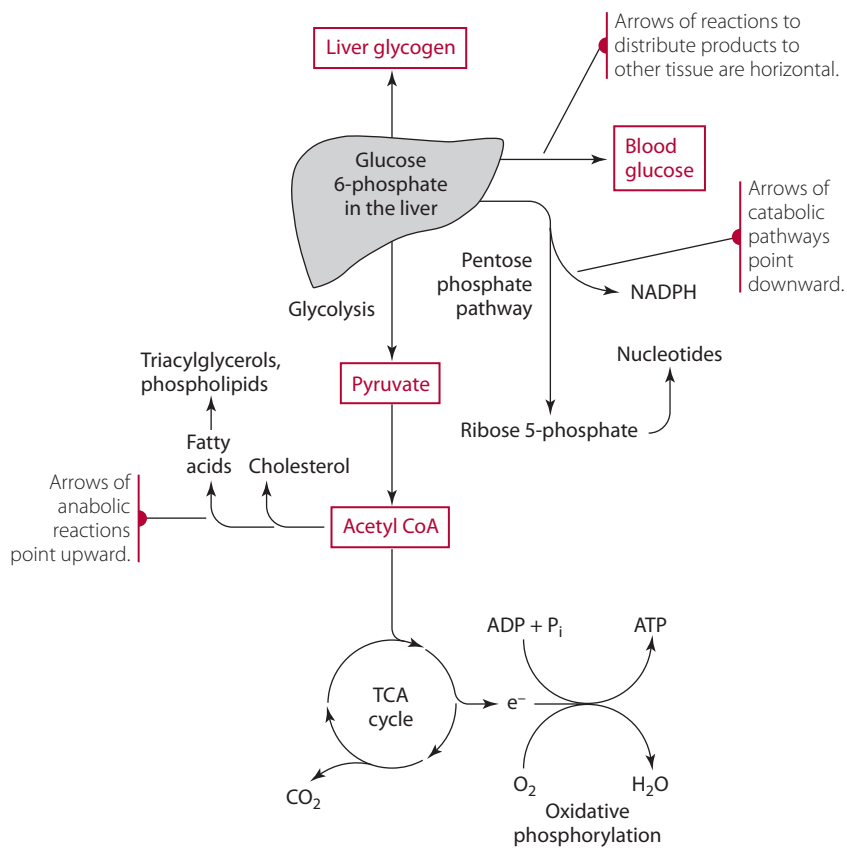 Liver glycogen
Arrows of reactions to
distribute products to
other tissue are horizontal.
Glucose
6-phosphate
in the liver
Blood
glucose
Arrows of
catabolic
pathways
point
downward.
Pentose
phosphate
pathway
NADPH
Glycolysis
Nucleotides
Triacylglycerols,
phospholipids
Pyruvate
Ribose 5-phosphate
Fatty
acids
Cholesterol
Arrows of
anabolic
reactions
point upward.
Acetyl CoA
ADP + Pi
ATP
TCA
cycle
e–
CO2
O2
H2O
Oxidative
phosphorylation